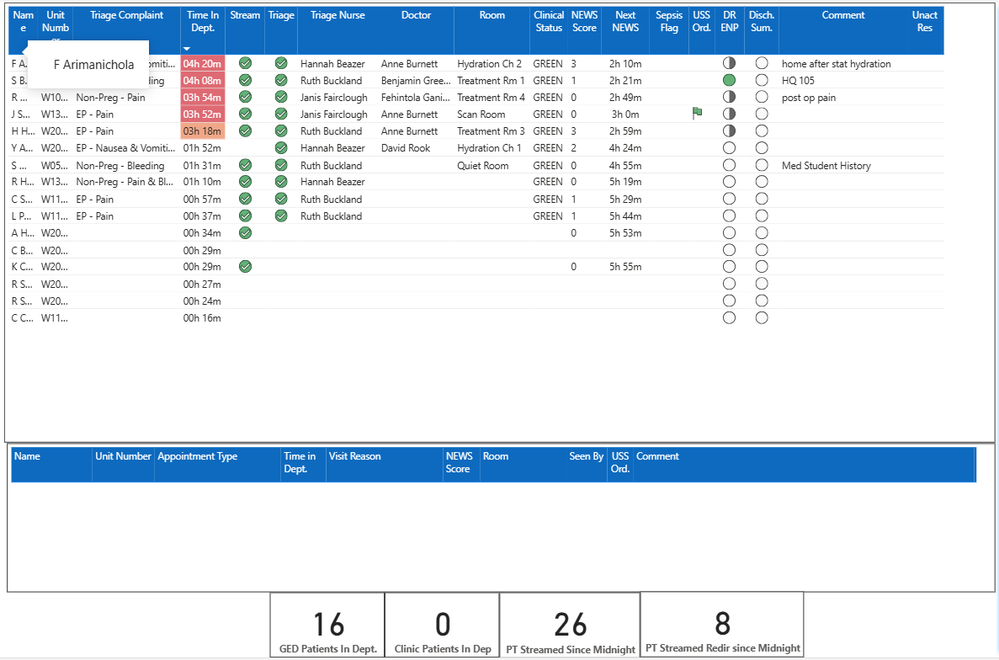 Nam e Unit Numb er Triage Complaint Time In Dept. Stream Triage Triage Nurse Doctor Room Clinical Status NEWS Score Next NEWS Sepsis Flag USS Ord. DR ENP Disch. Sum. Comment Unact Res
F Arimanichola
F A... omiti... 04h 20m Hannah Beazer Anne Burnett Hydration Ch 2 GREEN 3 2h 10m home after stat hydration
S B... ding 04h 08m Ruth Buckland Benjamin Gree... Treatment Rm 1 GREEN 1 2h 21m HQ 105
R ... W10... Non-Preg - Pain 03h 54m Janis Fairclough Fehintola Gani... Treatment Rm 4 GREEN 0 2h 49m post op pain
J S... W13... EP - Pain 03h 52m Janis Fairclough Anne Burnett Scan Room GREEN 0 3h 0m
H H... W20... EP - Pain 03h 18m Ruth Buckland Anne Burnett Treatment Rm 3 GREEN 3 2h 59m
Y A... W20... EP - Nausea & Vomiti... 01h 52m Hannah Beazer David Rook Hydration Ch 1 GREEN 2 4h 24m
S ... W05... Non-Preg - Bleeding 01h 31m Ruth Buckland Quiet Room GREEN 0 4h 55m Med Student History
R H... W13... Non-Preg - Pain & Bl... 01h 10m Hannah Beazer GREEN 0 5h 19m
C S... W11... EP - Pain 00h 57m Ruth Buckland GREEN 1 5h 29m
L P... W11... EP - Pain 00h 37m Ruth Buckland GREEN 1 5h 44m
A H... W20... 00h 34m 0 5h 53m
C B... W20... 00h 29m
K C... W20... 00h 29m 0 5h 55m
R S... W20... 00h 27m
R S... W20... 00h 24m
C C... W11... 00h 16m
Name Unit Number Appointment Type Time in Dept. Visit Reason NEWS Score Room Seen By USS Ord. Comment
16 0 26 8
GED Patients In Dept. Clinic Patients In Dep PT Streamed Since Midnight PT Streamed Redir since Midnight